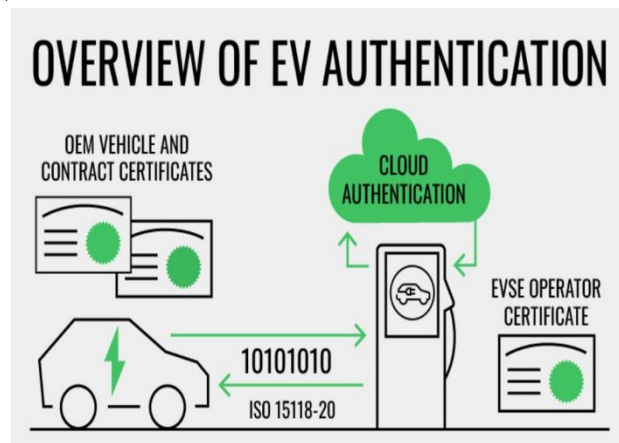 OVERVIEW OF EV AUTHENTICATION
OEM VEHICLE AND
CONTRACT CERTIFICATES
CLOUD
AUTHENTICATION
EVSE OPERATOR
CERTIFICATE
10101010
ISO 15118-20